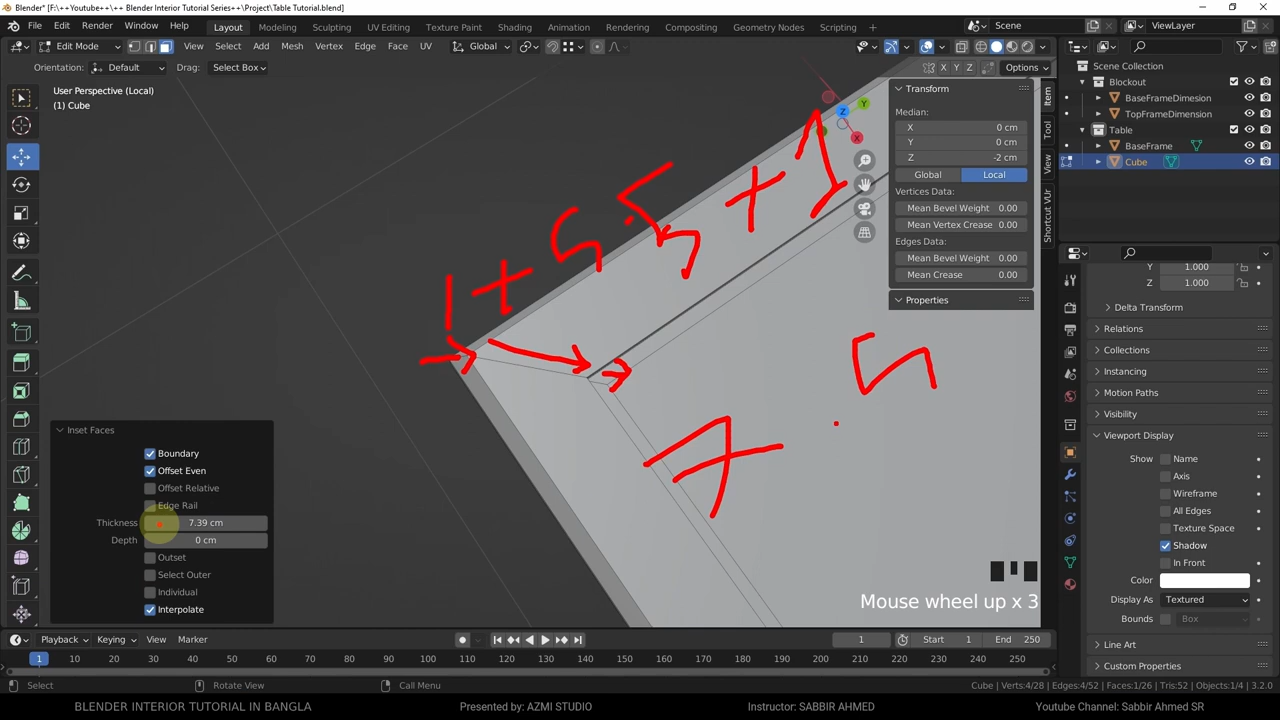 Blender* [F:\++Youtube++\++ Blender Interior Tutorial Series++\Project\Table Tutorial.blend]
File Edit Render Window Help Layout Modeling Sculpting UV Editing Texture Paint Shading Animation Rendering Compositing Geometry Nodes Scripting Scene ViewLayer
Edit Mode View Select Add Mesh Vertex Edge Face UV Global
Orientation: Default Drag: Select Box X Y Z Options
User Perspective (Local)
(1) Cube
Transform
Median:
X 0 cm
Y 0 cm
Z -2 cm
Global Local
Vertices Data:
Mean Bevel Weight 0.00
Mean Vertex Crease 0.00
Edges Data:
Mean Bevel Weight 0.00
Mean Crease 0.00
Properties
Item
Tool
View
Shortcut VUr
Z
Y
X
1 + 5.5 + 1
7.5
Inset Faces
Boundary
Offset Even
Offset Relative
Edge Rail
Thickness 7.39 cm
Depth 0 cm
Outset
Select Outer
Individual
Interpolate
Mouse wheel up x 3
Scene Collection
Blockout
BaseFrameDimesion
TopFrameDimension
Table
BaseFrame
Cube
Y 1.000
Z 1.000
Delta Transform
Relations
Collections
Instancing
Motion Paths
Visibility
Viewport Display
Show Name
Axis
Wireframe
All Edges
Texture Space
Shadow
In Front
Color
Display As Textured
Bounds Box
Line Art
Custom Properties
Playback Keying View Marker 1 Start 1 End 250
1 10 20 30 40 50 60 70 80 90 100 110 120 130 140 150 160 170 180 190 200 210 220 230 240 250
Select Rotate View Call Menu Cube | Verts:4/28 | Edges:4/52 | Faces:1/26 | Tris:52 | Objects:1/4 | 3.2.0
BLENDER INTERIOR TUTORIAL IN BANGLA Presented by: AZMI STUDIO Instructor: SABBIR AHMED Youtube Channel: Sabbir Ahmed SR